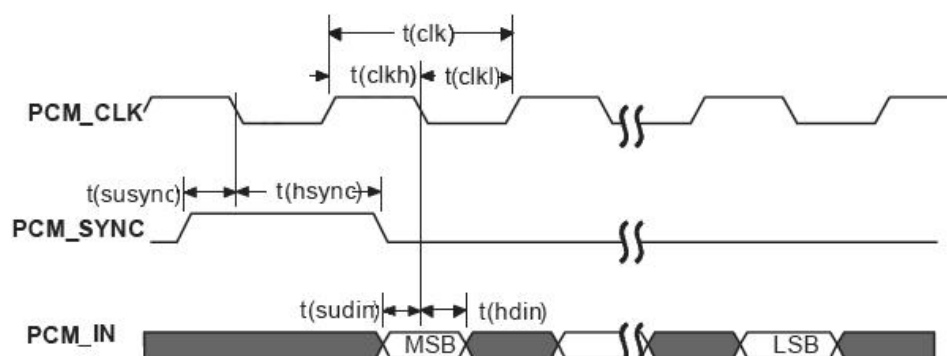 t(clk)
t(clkh) t(clkl)
PCM_CLK
t(susync) t(hsync)
PCM_SYNC
t(sudin) t(hdin)
PCM_IN MSB LSB